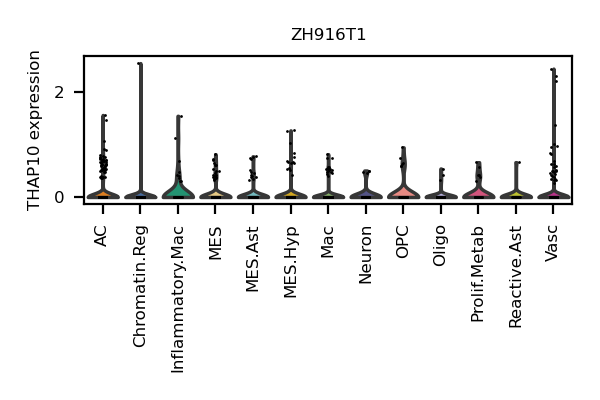 ZH916T1
THAP10 expression
2
0
AC
Chromatin.Reg
Inflammatory.Mac
MES
MES.Ast
MES.Hyp
Mac
Neuron
OPC
Oligo
Prolif.Metab
Reactive.Ast
Vasc